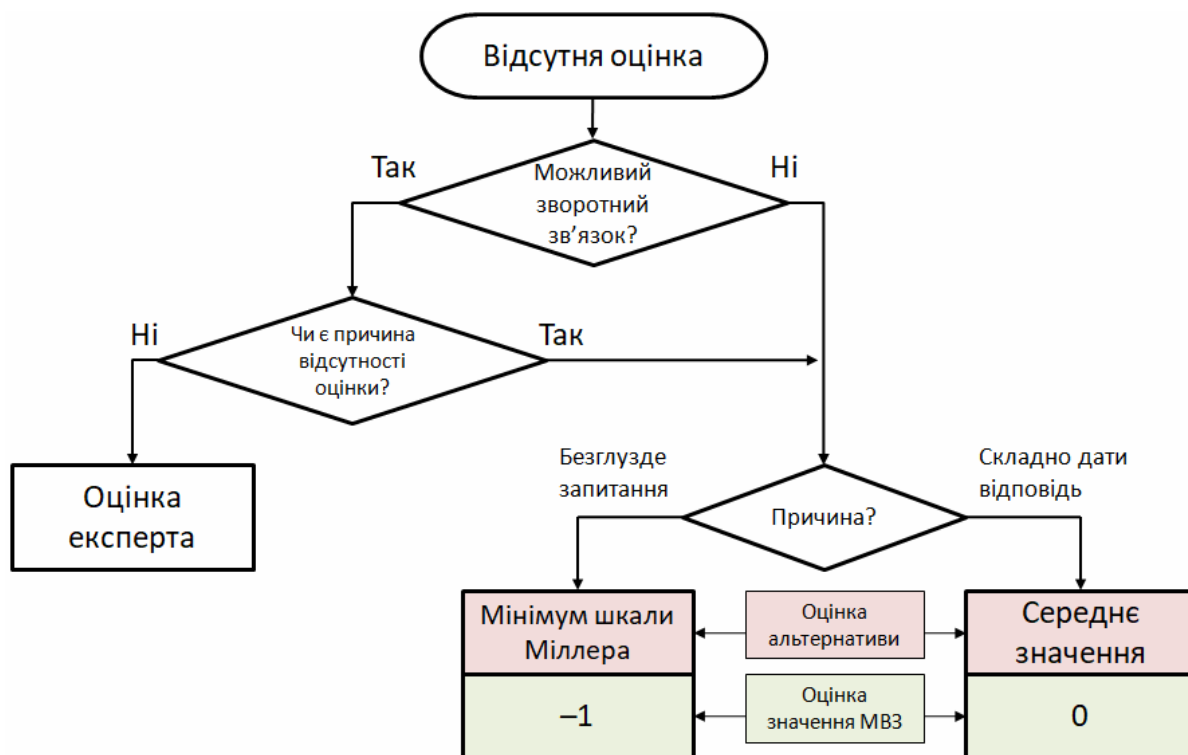 Відсутня оцінка
Так
Можливий
зворотний
зв’язок?
Ні
Ні
Чи є причина
відсутності
оцінки?
Так
Оцінка
експерта
Безглузде
запитання
Причина?
Складно дати
відповідь
Мінімум шкали
Міллера
Оцінка
альтернативи
Середнє
значення
–1
Оцінка
значення МВЗ
0